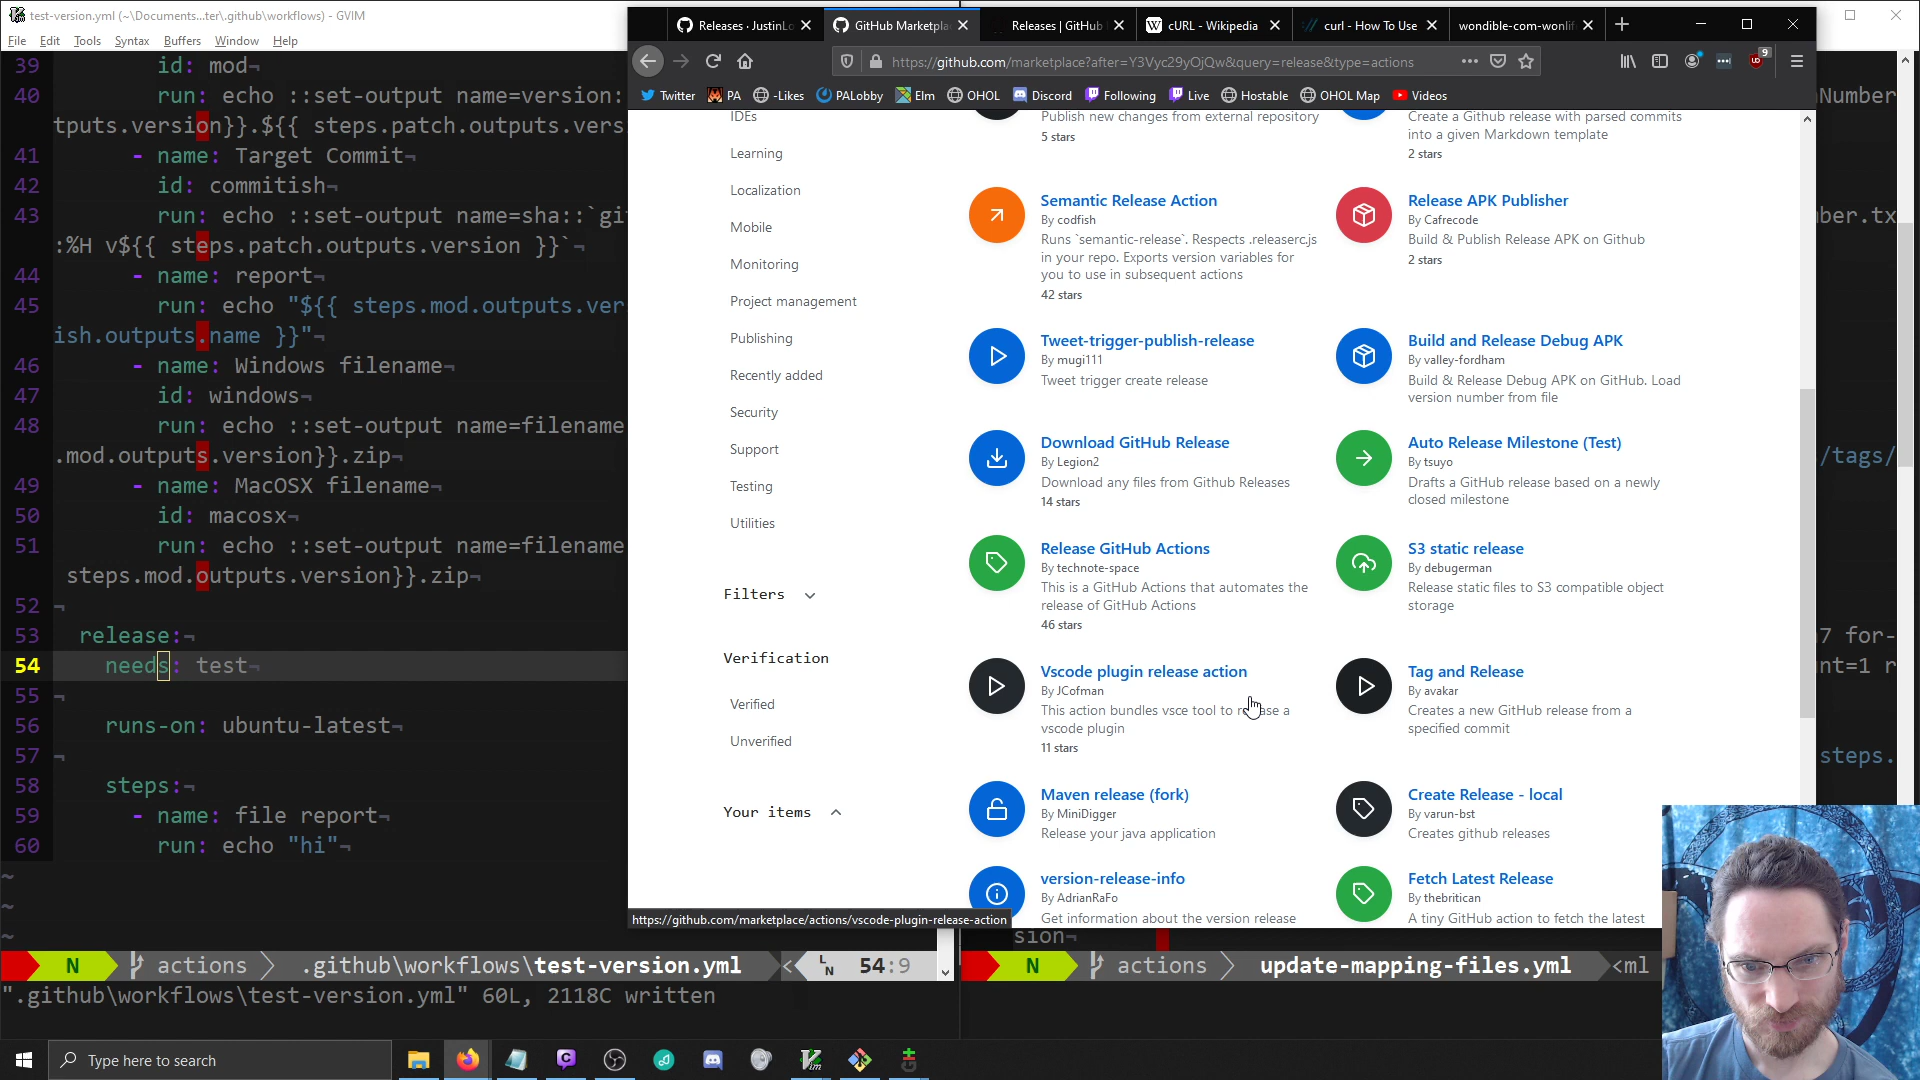 test-version.yml (~\Documents...ter\.github\workflows) - GVIM
File Edit Tools Syntax Buffers Window Help
39 id: mod¬
40 run: echo ::set-output name=version:
tputs.version}}.${{ steps.patch.outputs.vers
41 - name: Target Commit¬
42 id: commitish¬
43 run: echo ::set-output name=sha::`gi
:%H v${{ steps.patch.outputs.version }}`¬
44 - name: report¬
45 run: echo "${{ steps.mod.outputs.ver
ish.outputs.name }}"¬
46 - name: Windows filename¬
47 id: windows¬
48 run: echo ::set-output name=filename
.mod.outputs.version}}.zip¬
49 - name: MacOSX filename¬
50 id: macosx¬
51 run: echo ::set-output name=filename
steps.mod.outputs.version}}.zip¬
52 ¬
53 release:¬
54 needs: test¬
55 ¬
56 runs-on: ubuntu-latest¬
57 ¬
58 steps:¬
59 - name: file report¬
60 run: echo "hi"¬
~
~
~
N actions .github\workflows\test-version.yml < LN 54:9
".github\workflows\test-version.yml" 60L, 2118C written
Releases · JustinLo
GitHub Marketpla
Releases | GitHub
cURL - Wikipedia
curl - How To Use
wondible-com-wonlif
https://github.com/marketplace?after=Y3Vyc29yOjQw&query=release&type=actions
9
Twitter PA -Likes PALobby Elm OHOL Discord Following Live Hostable OHOL Map Videos
IDEs
Learning
Localization
Mobile
Monitoring
Project management
Publishing
Recently added
Security
Support
Testing
Utilities
Filters
Verification
Verified
Unverified
Your items
Publish new changes from external repository
5 stars
Create a Github release with parsed commits
into a given Markdown template
2 stars
Semantic Release Action
By codfish
Runs `semantic-release`. Respects .releaserc.js
in your repo. Exports version variables for
you to use in subsequent actions
42 stars
Release APK Publisher
By Cafrecode
Build & Publish Release APK on Github
2 stars
Tweet-trigger-publish-release
By mugi111
Tweet trigger create release
Build and Release Debug APK
By valley-fordham
Build & Release Debug APK on GitHub. Load
version number from file
Download GitHub Release
By Legion2
Download any files from Github Releases
14 stars
Auto Release Milestone (Test)
By tsuyo
Drafts a GitHub release based on a newly
closed milestone
Release GitHub Actions
By technote-space
This is a GitHub Actions that automates the
release of GitHub Actions
46 stars
S3 static release
By debugerman
Release static files to S3 compatible object
storage
Vscode plugin release action
By JCofman
This action bundles vsce tool to release a
vscode plugin
11 stars
Tag and Release
By avakar
Creates a new GitHub release from a
specified commit
Maven release (fork)
By MiniDigger
Release your java application
Create Release - local
By varun-bst
Creates github releases
version-release-info
By AdrianRaFo
Get information about the version release
Fetch Latest Release
By thebritican
A tiny GitHub action to fetch the latest
https://github.com/marketplace/actions/vscode-plugin-release-action
Number
ber.tx
/tags/
7 for-
nt=1 r
steps.
sion¬
N actions update-mapping-files.yml <ml
Type here to search